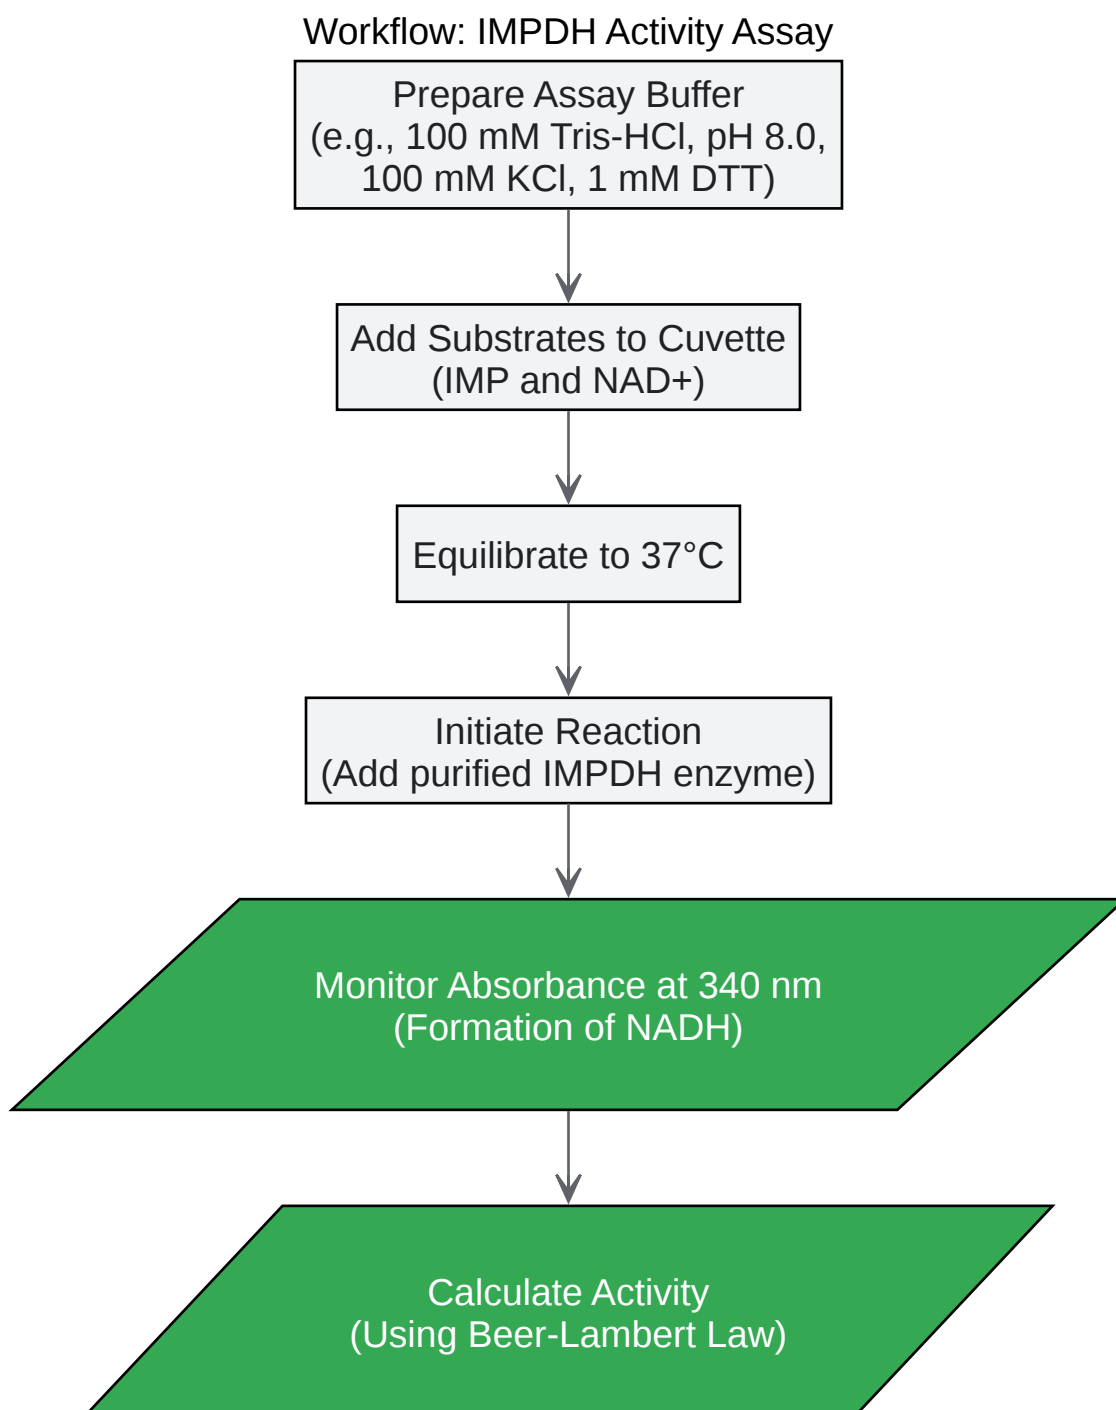 Workflow: IMPDH Activity Assay
Prepare Assay Buffer
(e.g., 100 mM Tris-HCl, pH 8.0,
100 mM KCl, 1 mM DTT)
Add Substrates to Cuvette
(IMP and NAD+)
Equilibrate to 37°C
Initiate Reaction
(Add purified IMPDH enzyme)
Monitor Absorbance at 340 nm
(Formation of NADH)
Calculate Activity
(Using Beer-Lambert Law)